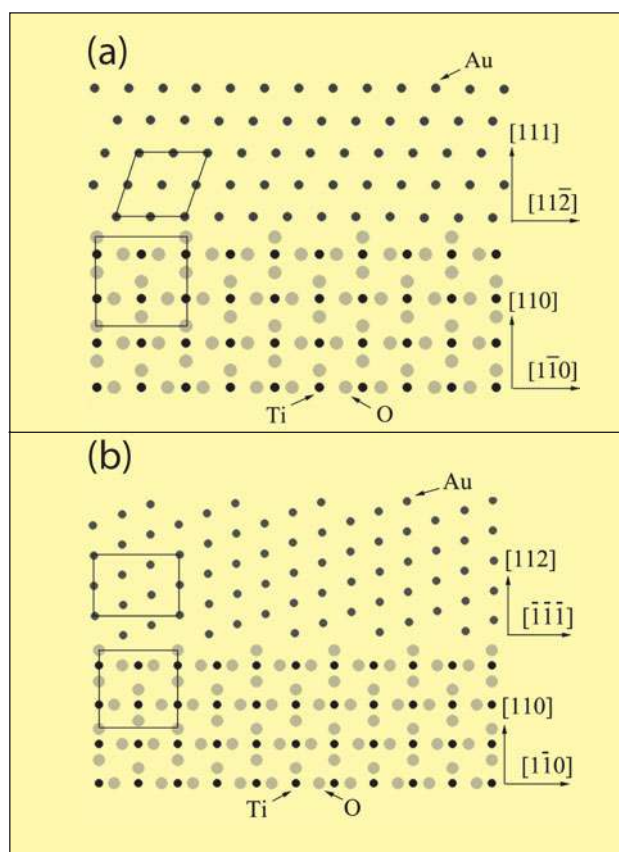 (a)
Au
[111]
[112̄]
[110]
[11̄0]
Ti
O
(b)
Au
[112]
[1̄1̄1̄]
[110]
[11̄0]
Ti
O